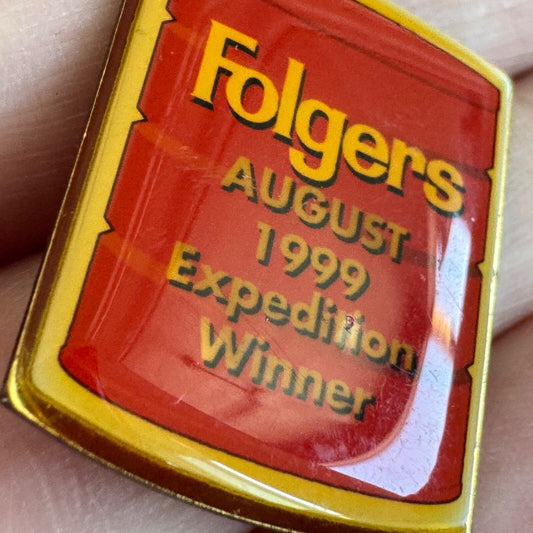 Folgers
AUGUST
1999
Expedition
Winner